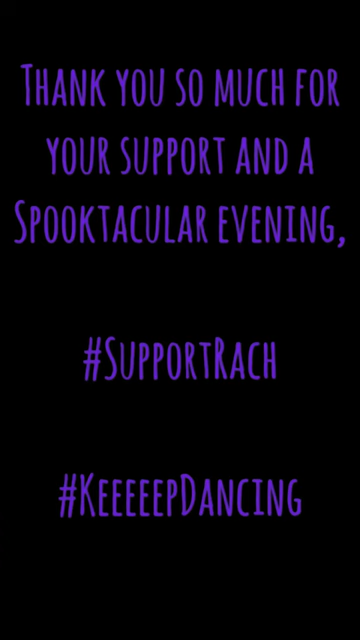 Thank you so much for
your support and a
Spooktacular evening,
#SupportRach
#KeeeeepDancing